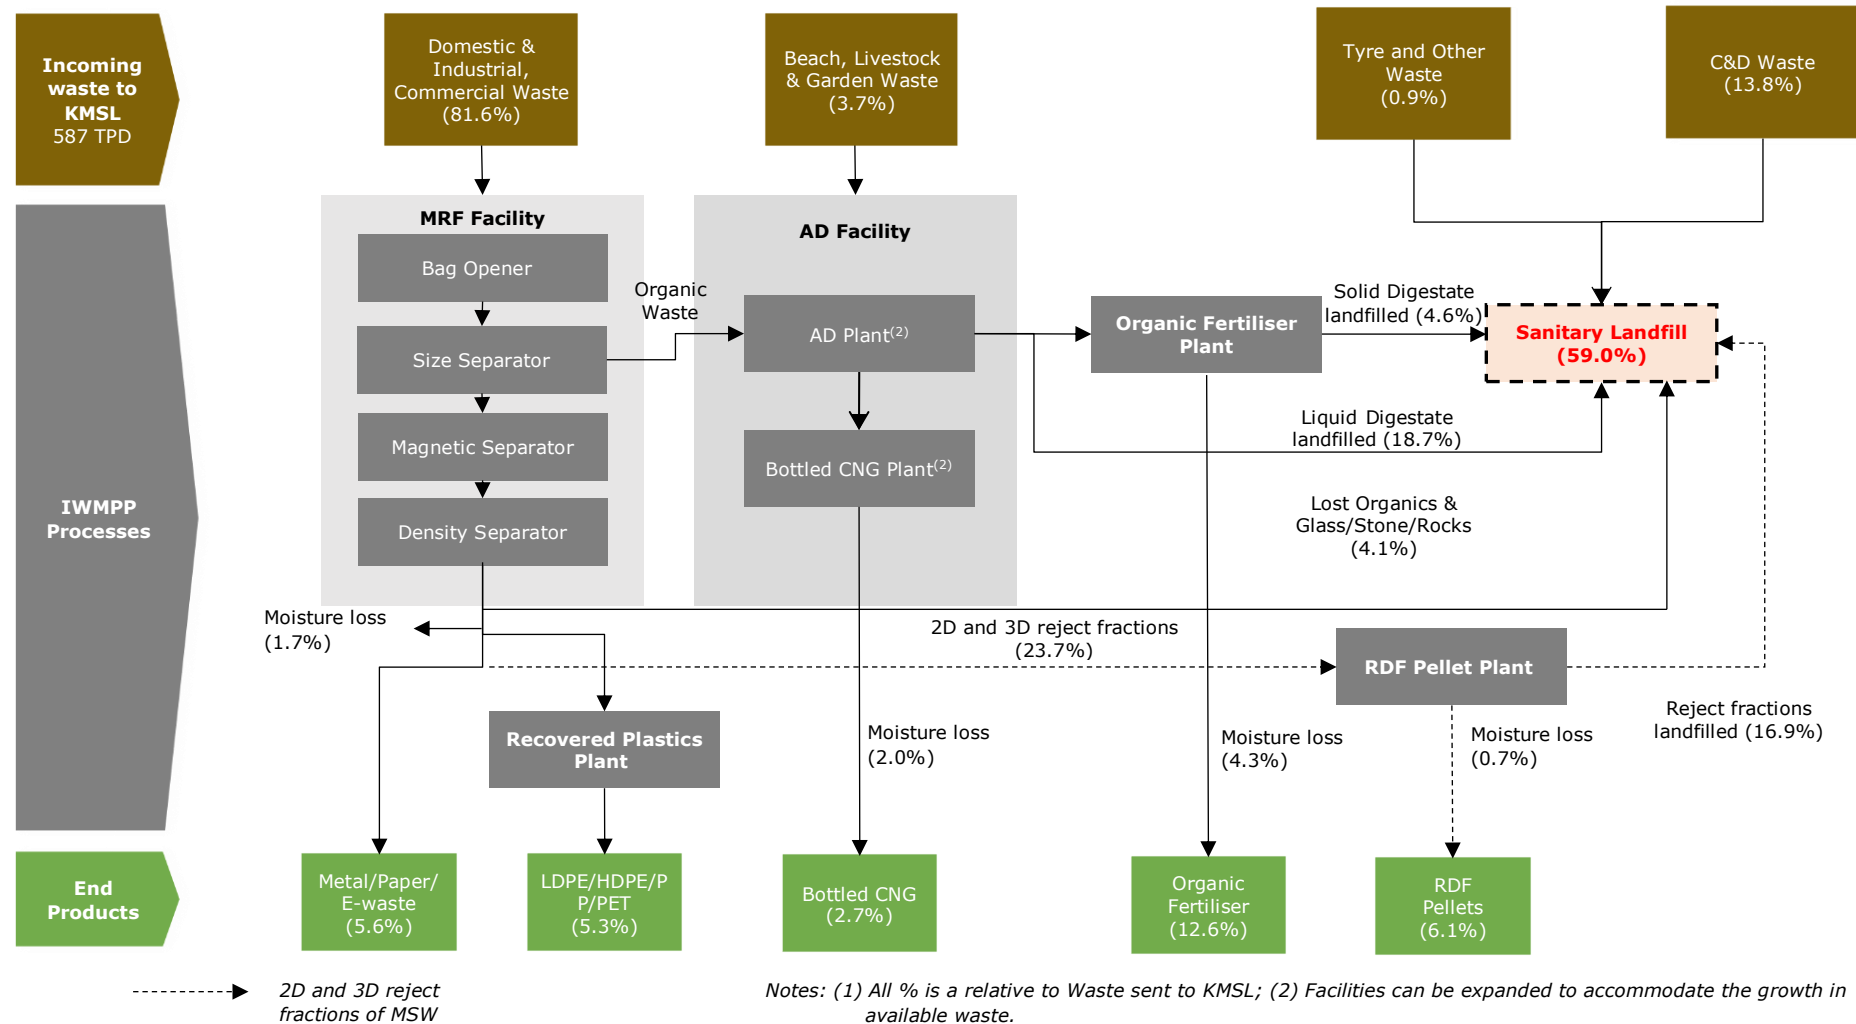 Incoming
waste to
KMSL
587 TPD
Domestic &
Industrial,
Commercial Waste
(81.6%)
Beach, Livestock
& Garden Waste
(3.7%)
Tyre and Other
Waste
(0.9%)
C&D Waste
(13.8%)
IWMPP
Processes
MRF Facility
Bag Opener
Size Separator
Magnetic Separator
Density Separator
Organic
Waste
AD Facility
AD Plant(2)
Bottled CNG Plant(2)
Organic Fertiliser
Plant
Solid Digestate
landfilled (4.6%)
Sanitary Landfill
(59.0%)
Liquid Digestate
landfilled (18.7%)
Lost Organics &
Glass/Stone/Rocks
(4.1%)
Moisture loss
(1.7%)
2D and 3D reject fractions
(23.7%)
RDF Pellet Plant
Recovered Plastics
Plant
Moisture loss
(2.0%)
Moisture loss
(4.3%)
Moisture loss
(0.7%)
Reject fractions
landfilled (16.9%)
End
Products
Metal/Paper/
E-waste
(5.6%)
LDPE/HDPE/P
P/PET
(5.3%)
Bottled CNG
(2.7%)
Organic
Fertiliser
(12.6%)
RDF
Pellets
(6.1%)
2D and 3D reject
fractions of MSW
Notes: (1) All % is a relative to Waste sent to KMSL; (2) Facilities can be expanded to accommodate the growth in
available waste.